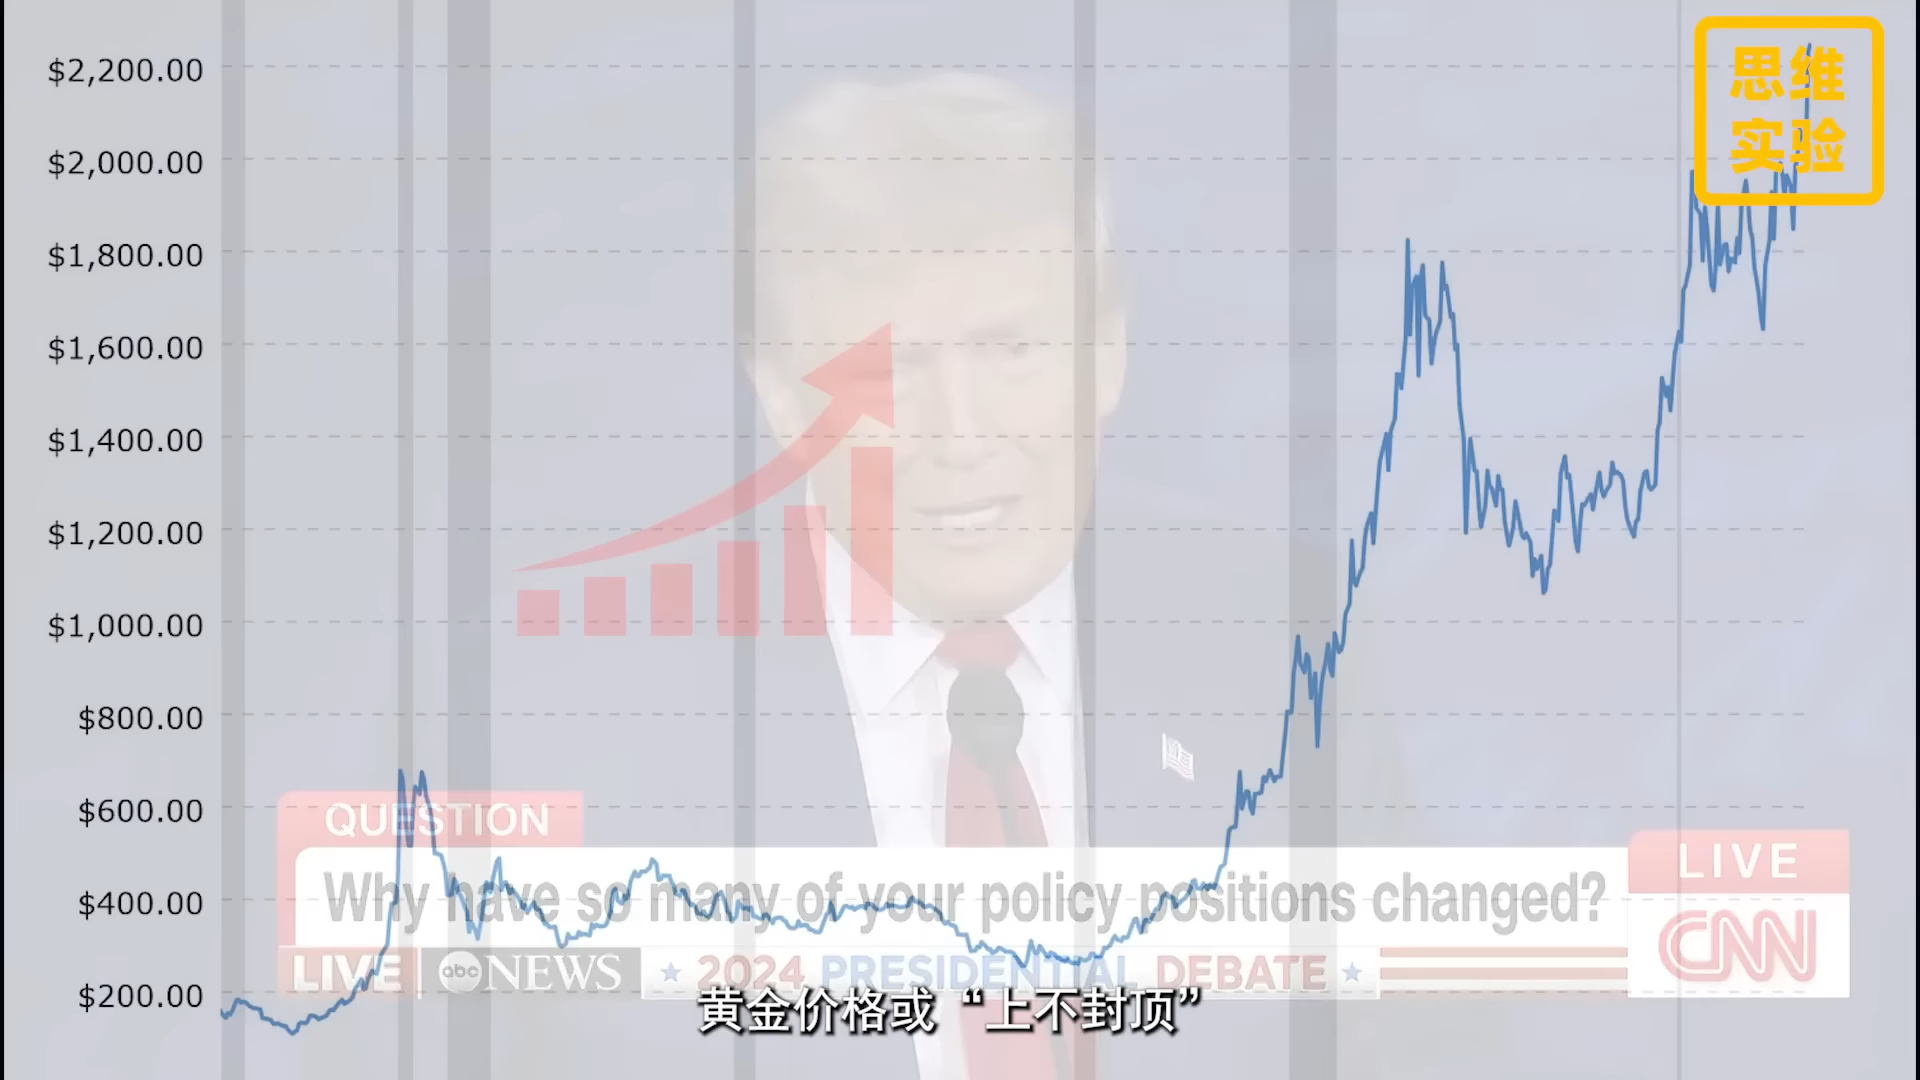 思维
实验
$2,200.00
$2,000.00
$1,800.00
$1,600.00
$1,400.00
$1,200.00
$1,000.00
$800.00
$600.00
$400.00
$200.00
QUESTION
Why have so many of your policy positions changed?
LIVE
CNN
LIVE abc NEWS 2024 PRESIDENTIAL DEBATE
黄金价格或“上不封顶”